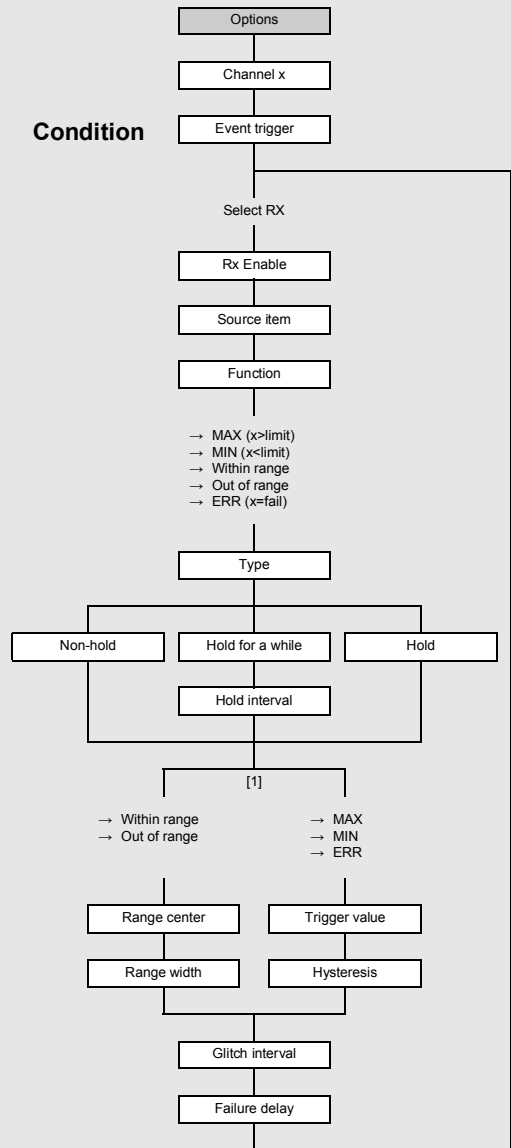 Options
Channel x
Condition
Event trigger
Select RX
Rx Enable
Source item
Function
→ MAX (x>limit)
→ MIN (x<limit)
→ Within range
→ Out of range
→ ERR (x=fail)
Type
Non-hold
Hold for a while
Hold
Hold interval
[1]
→ Within range
→ Out of range
→ MAX
→ MIN
→ ERR
Range center
Trigger value
Range width
Hysteresis
Glitch interval
Failure delay